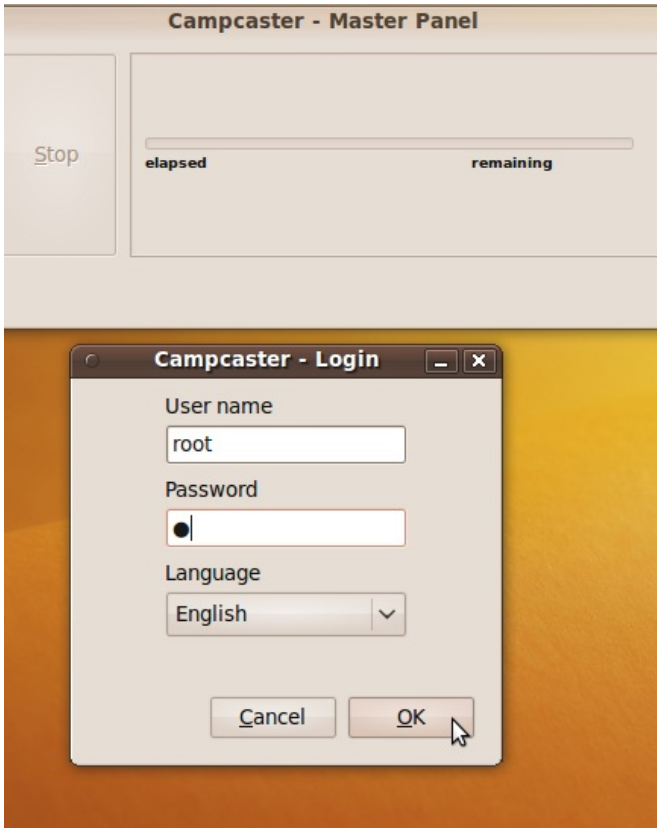 Campcaster - Master Panel
Stop
elapsed remaining
Campcaster - Login
User name
root
Password
●
Language
English
Cancel OK